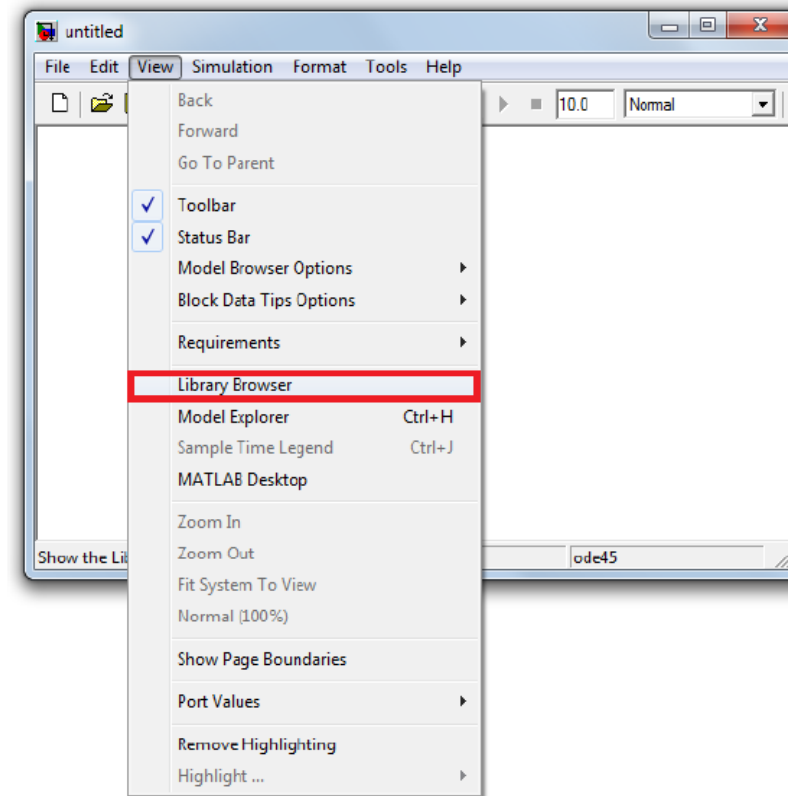 untitled
File Edit View Simulation Format Tools Help
10.0 Normal
Back
Forward
Go To Parent
Toolbar
Status Bar
Model Browser Options
Block Data Tips Options
Requirements
Library Browser
Model Explorer Ctrl+H
Sample Time Legend Ctrl+J
MATLAB Desktop
Zoom In
Zoom Out
Show the Lib ode45
Fit System To View
Normal (100%)
Show Page Boundaries
Port Values
Remove Highlighting
Highlight ...